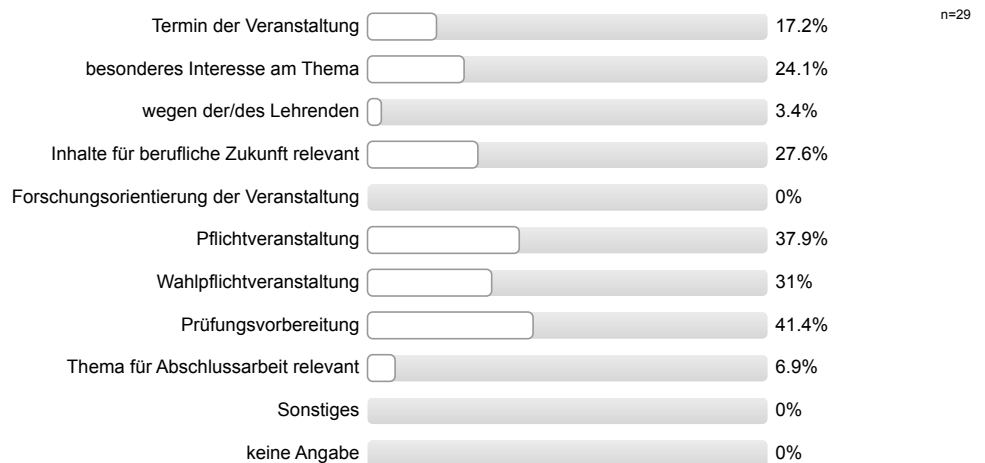 n=29
Termin der Veranstaltung 17.2%
besonderes Interesse am Thema 24.1%
wegen der/des Lehrenden 3.4%
Inhalte für berufliche Zukunft relevant 27.6%
Forschungsorientierung der Veranstaltung 0%
Pflichtveranstaltung 37.9%
Wahlpflichtveranstaltung 31%
Prüfungsvorbereitung 41.4%
Thema für Abschlussarbeit relevant 6.9%
Sonstiges 0%
keine Angabe 0%